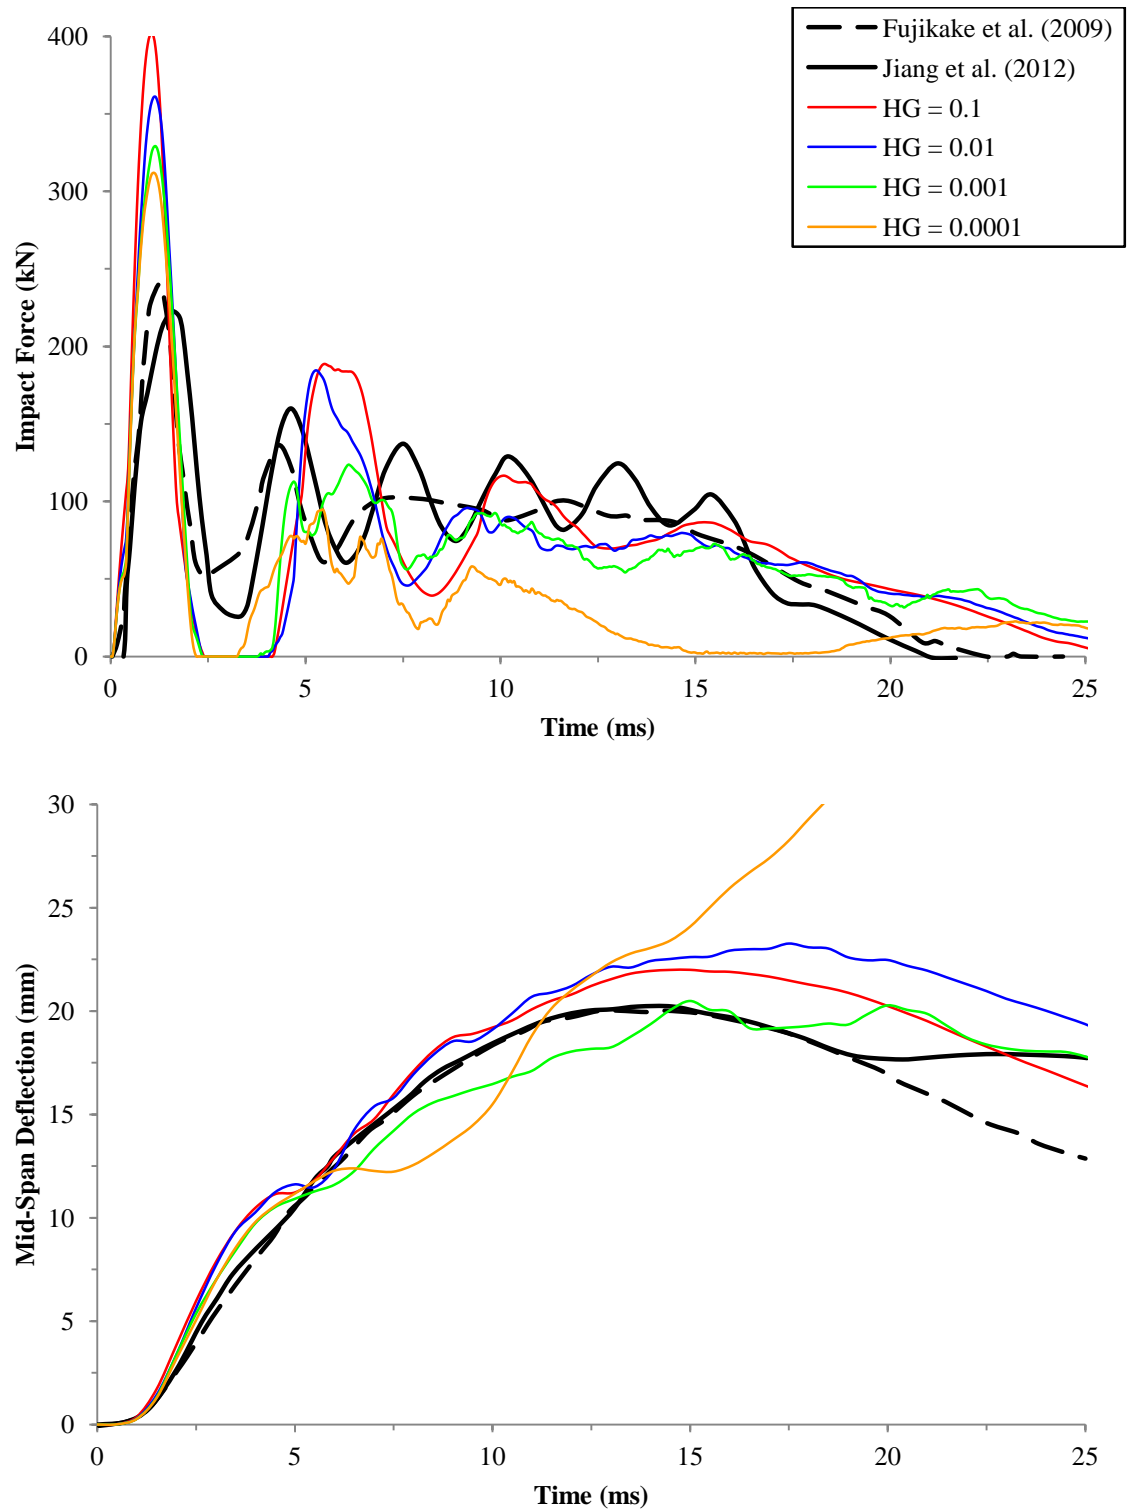 Fujikake et al. (2009)
Jiang et al. (2012)
HG = 0.1
HG = 0.01
HG = 0.001
HG = 0.0001
400
300
200
100
0
Impact Force (kN)
0 5 10 15 20 25
Time (ms)
30
25
20
15
10
5
0
Mid-Span Deflection (mm)
0 5 10 15 20 25
Time (ms)